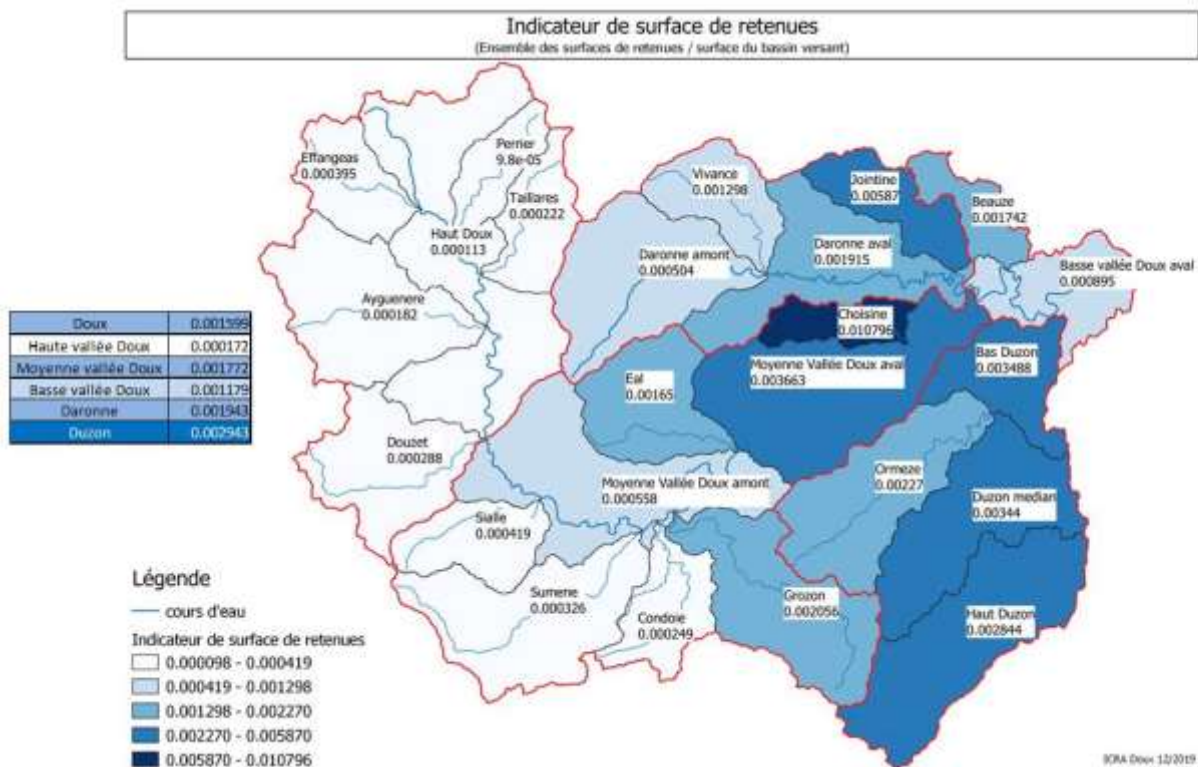 Indicateur de surface de retenues
(Ensemble des surfaces de retenues / surface du bassin versant)
Effangeas
0.000395
Perrier
9.8e-05
Taillares
0.000222
Haut Doux
0.000113
Ayguenere
0.000182
Vivance
0.001298
Jointine
0.00587
Beauze
0.001742
Daronne amont
0.000504
Daronne aval
0.001915
Basse vallée Doux aval
0.000895
Choisine
0.010796
Moyenne Vallée Doux aval
0.003663
Bas Duzon
0.003488
Eal
0.00165
Doux 0.001599
Haute vallée Doux 0.000172
Moyenne vallée Doux 0.001772
Basse vallée Doux 0.001179
Daronne 0.001943
Duzon 0.002943
Douzet
0.000288
Moyenne Vallée Doux amont
0.000558
Ormeze
0.00227
Duzon median
0.00344
Sialle
0.000419
Sumene
0.000326
Condoie
0.000249
Grozon
0.002056
Haut Duzon
0.002844
Légende
cours d'eau
Indicateur de surface de retenues
0.000098 - 0.000419
0.000419 - 0.001298
0.001298 - 0.002270
0.002270 - 0.005870
0.005870 - 0.010796
Doux 12/2019